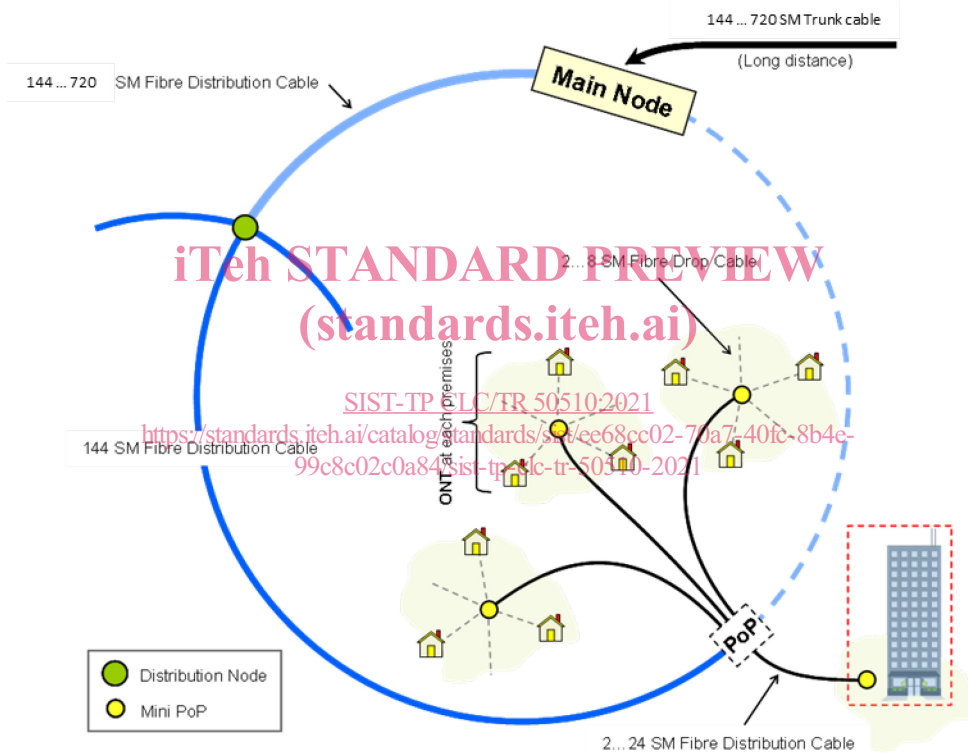 144 ... 720 SM Trunk cable
(Long distance)
Main Node
144 ... 720 SM Fibre Distribution Cable
iTeh STANDARD PREVIEW
2...8 SM Fibre Drop Cable
(standards.iteh.ai)
ONT at each premises
SIST-TP CLC/TR 50510:2021
https://standards.iteh.ai/catalog/standards/sist/ee68cc02-70a7-40fc-8b4e-
144 SM Fibre Distribution Cable
99c8c02c0a84/sist-tp-clc-tr-50510-2021
PoP
Distribution Node
Mini PoP
2...24 SM Fibre Distribution Cable